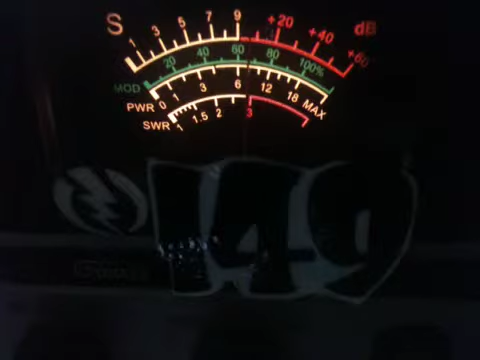 S 1 3 5 7 9 +20 +40 +60 dB
MOD 20 40 60 80 100%
PWR 0 1 3 6 12 18 MAX
SWR 1 1.5 2 3
149